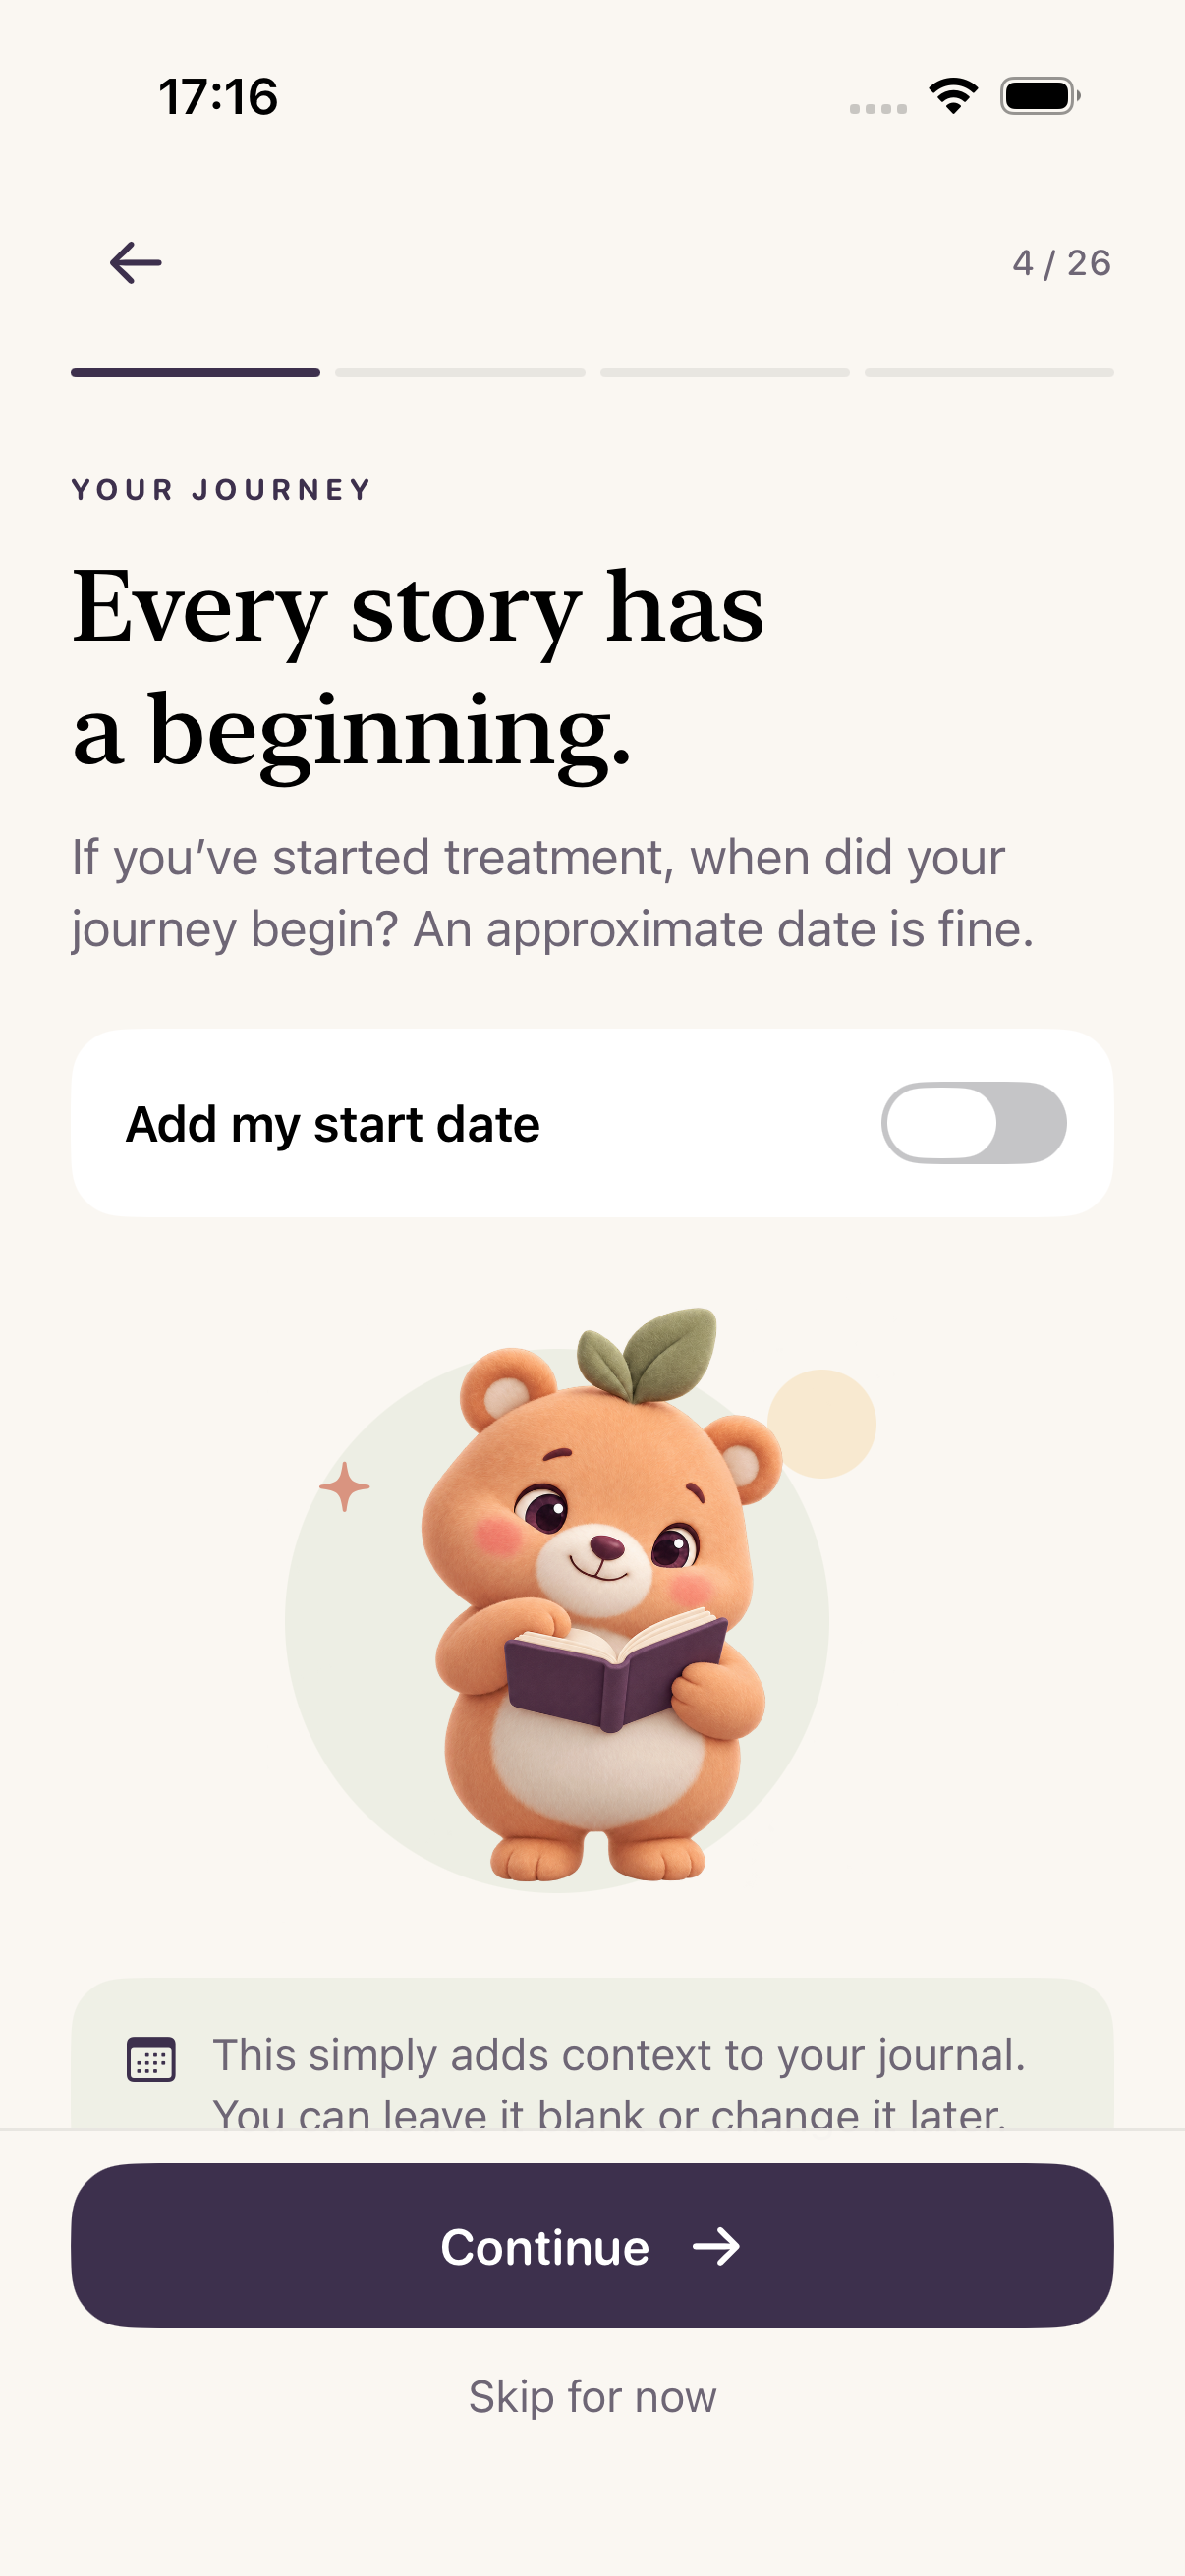 17:16
4 / 26
YOUR JOURNEY
Every story has
a beginning.
If you’ve started treatment, when did your
journey begin? An approximate date is fine.
Add my start date
This simply adds context to your journal.
You can leave it blank or change it later.
Continue
Skip for now